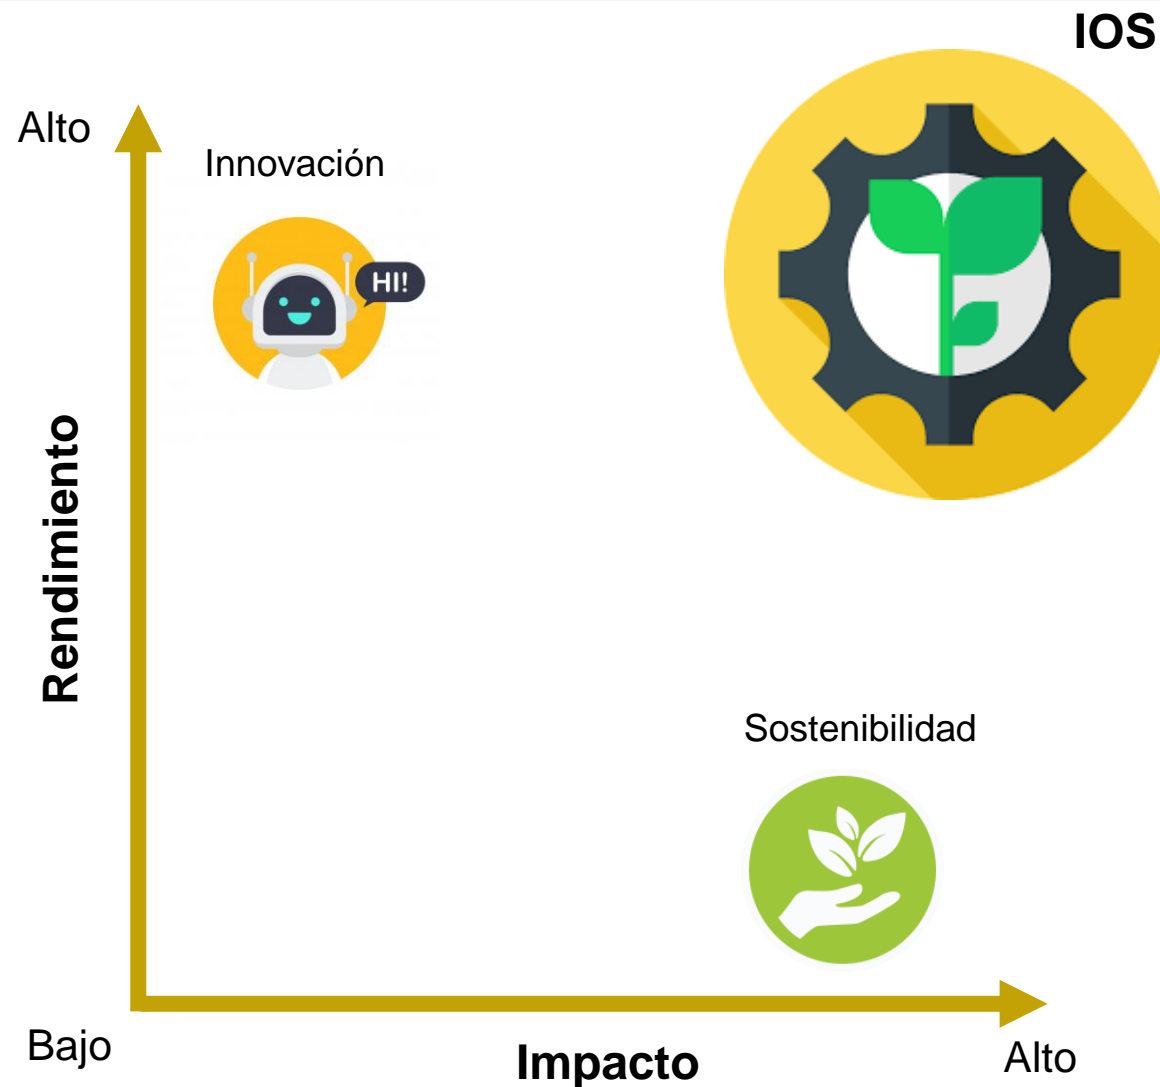 IOS
Alto
Innovación
HI!
Rendimiento
Sostenibilidad
Bajo
Impacto
Alto